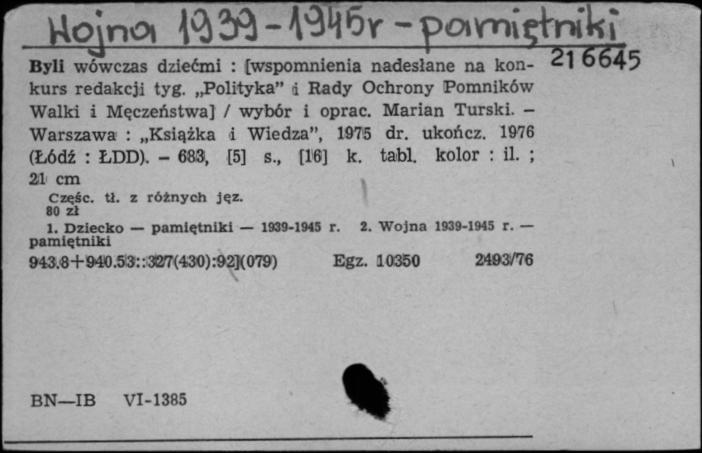 Wojna 1939-1945r - pamiętniki
216645
Byli wówczas dziećmi : [wspomnienia nadesłane na kon-
kurs redakcji tyg. „Polityka” i Rady Ochrony Pomników
Walki i Męczeństwa] / wybór i oprac. Marian Turski. —
Warszawa : „Książka i Wiedza”, 1975 dr. ukończ. 1976
(Łódź : ŁDD). — 683, [5] s., [16] k. tabl. kolor : il. ;
21 cm
Częśc. tł. z różnych jęz.
80 zł
1. Dziecko — pamiętniki — 1939-1945 r. 2. Wojna 1939-1945 r. —
pamiętniki
943.8+940.53::327(430):92](079) Egz. 10350 2493/76
BN—IB VI-1385